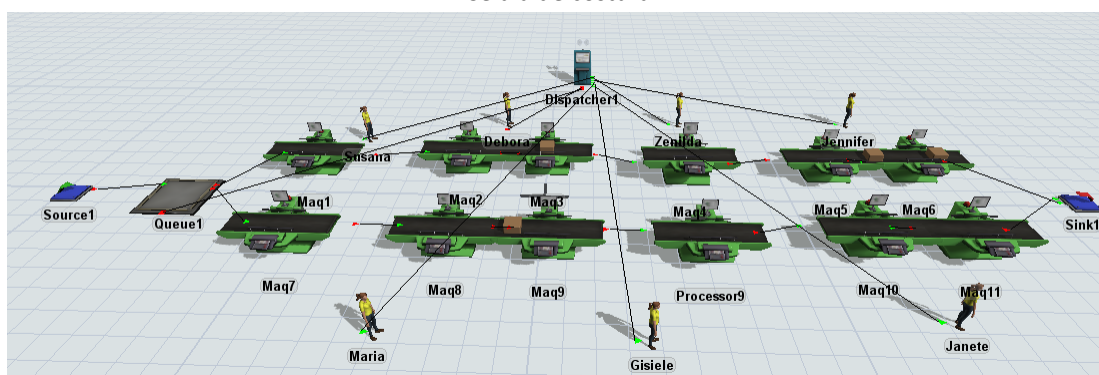 Dispatcher1
Susana
Debora
Zenilda
Jennifer
Source1
Queue1
Maq1
Maq2
Maq3
Maq4
Maq5
Maq6
Sink1
Maq7
Maq8
Maq9
Processor9
Maq10
Maq11
Maria
Gisiele
Janete